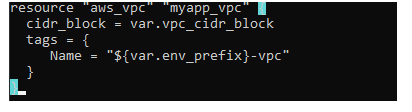 resource "aws_vpc" "myapp_vpc" {
  cidr_block = var.vpc_cidr_block
  tags = {
     Name = "${var.env_prefix}-vpc"
  }
}